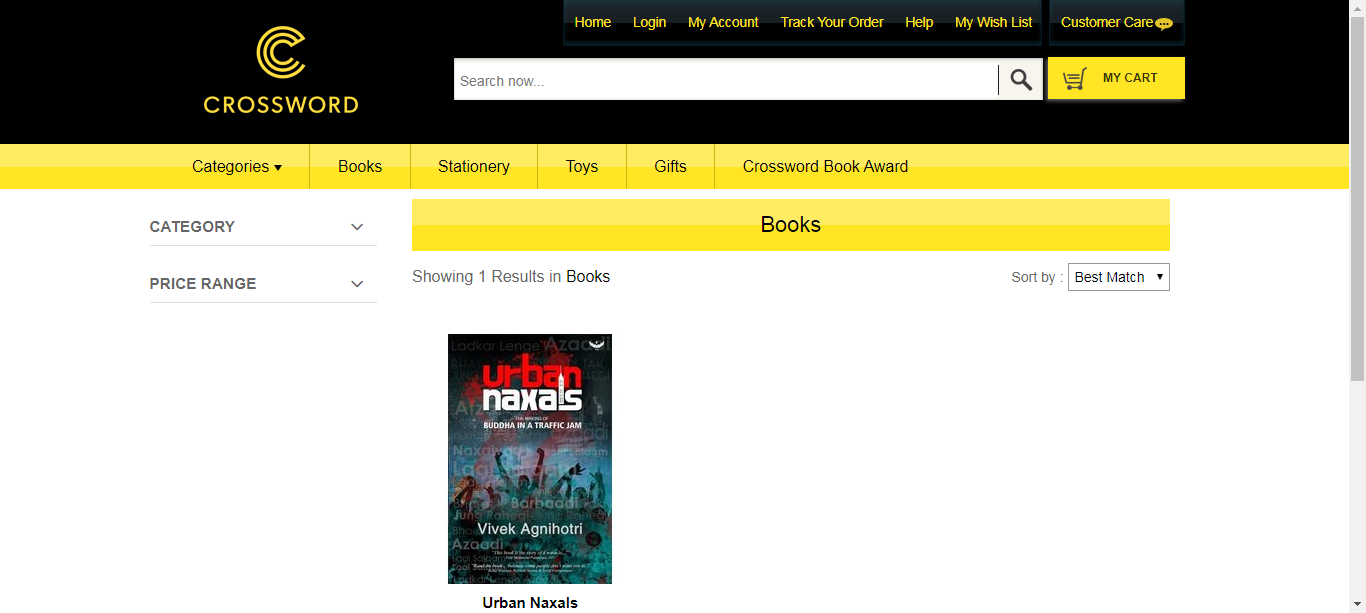 Home Login My Account Track Your Order Help My Wish List Customer Care
CROSSWORD
Search now...
MY CART
Categories Books Stationery Toys Gifts Crossword Book Award
CATEGORY
PRICE RANGE
Books
Showing 1 Results in Books
Sort by : Best Match
Ladkar Lenge Azaadi
urban
naxals
THE MAKING OF
BUDDHA IN A TRAFFIC JAM
Vivek Agnihotri
Azaadi
Urban Naxals